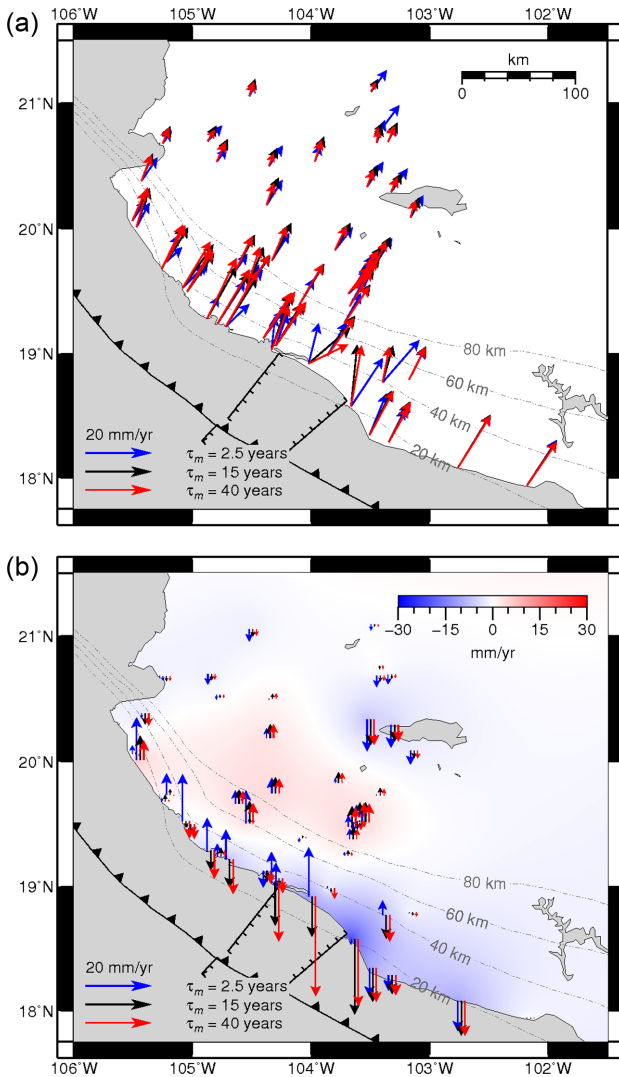 (a)
106°W 105°W 104°W 103°W 102°W
km
0 100
21°N
20°N
19°N
18°N
80 km
60 km
40 km
20 km
20 mm/yr
τm = 2.5 years
τm = 15 years
τm = 40 years
(b)
-30 -15 0 15 30
mm/yr
21°N
20°N
19°N
18°N
80 km
60 km
40 km
20 km
20 mm/yr
τm = 2.5 years
τm = 15 years
τm = 40 years
106°W 105°W 104°W 103°W 102°W